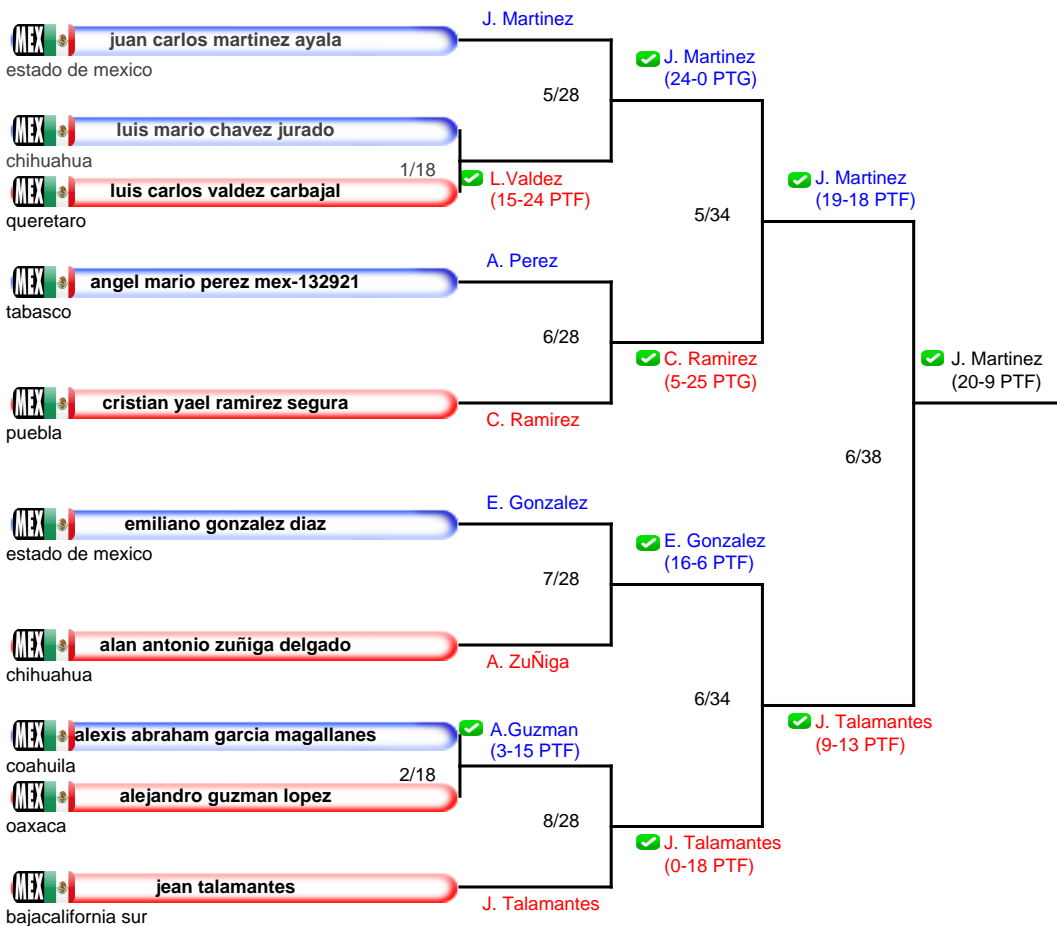 J. Martinez
MEX juan carlos martinez ayala
estado de mexico
J. Martinez
(24-0 PTG)
5/28
MEX luis mario chavez jurado
chihuahua
1/18
L.Valdez
(15-24 PTF)
MEX luis carlos valdez carbajal
queretaro
J. Martinez
(19-18 PTF)
5/34
A. Perez
MEX angel mario perez mex-132921
tabasco
6/28
C. Ramirez
(5-25 PTG)
J. Martinez
(20-9 PTF)
MEX cristian yael ramirez segura
C. Ramirez
puebla
6/38
E. Gonzalez
MEX emiliano gonzalez diaz
estado de mexico
E. Gonzalez
(16-6 PTF)
7/28
MEX alan antonio zuñiga delgado
A. ZuÑiga
chihuahua
6/34
J. Talamantes
(9-13 PTF)
MEX alexis abraham garcia magallanes
A.Guzman
(3-15 PTF)
coahuila
2/18
MEX alejandro guzman lopez
oaxaca
8/28
J. Talamantes
(0-18 PTF)
MEX jean talamantes
J. Talamantes
bajacalifornia sur